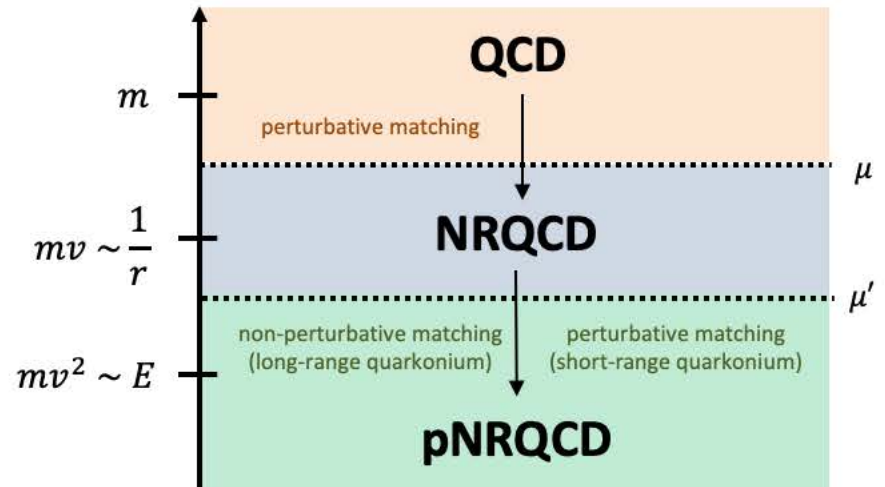 QCD
m
perturbative matching
μ
NRQCD
mv ~ 1/r
μ′
non-perturbative matching
(long-range quarkonium)
perturbative matching
(short-range quarkonium)
mv² ~ E
pNRQCD